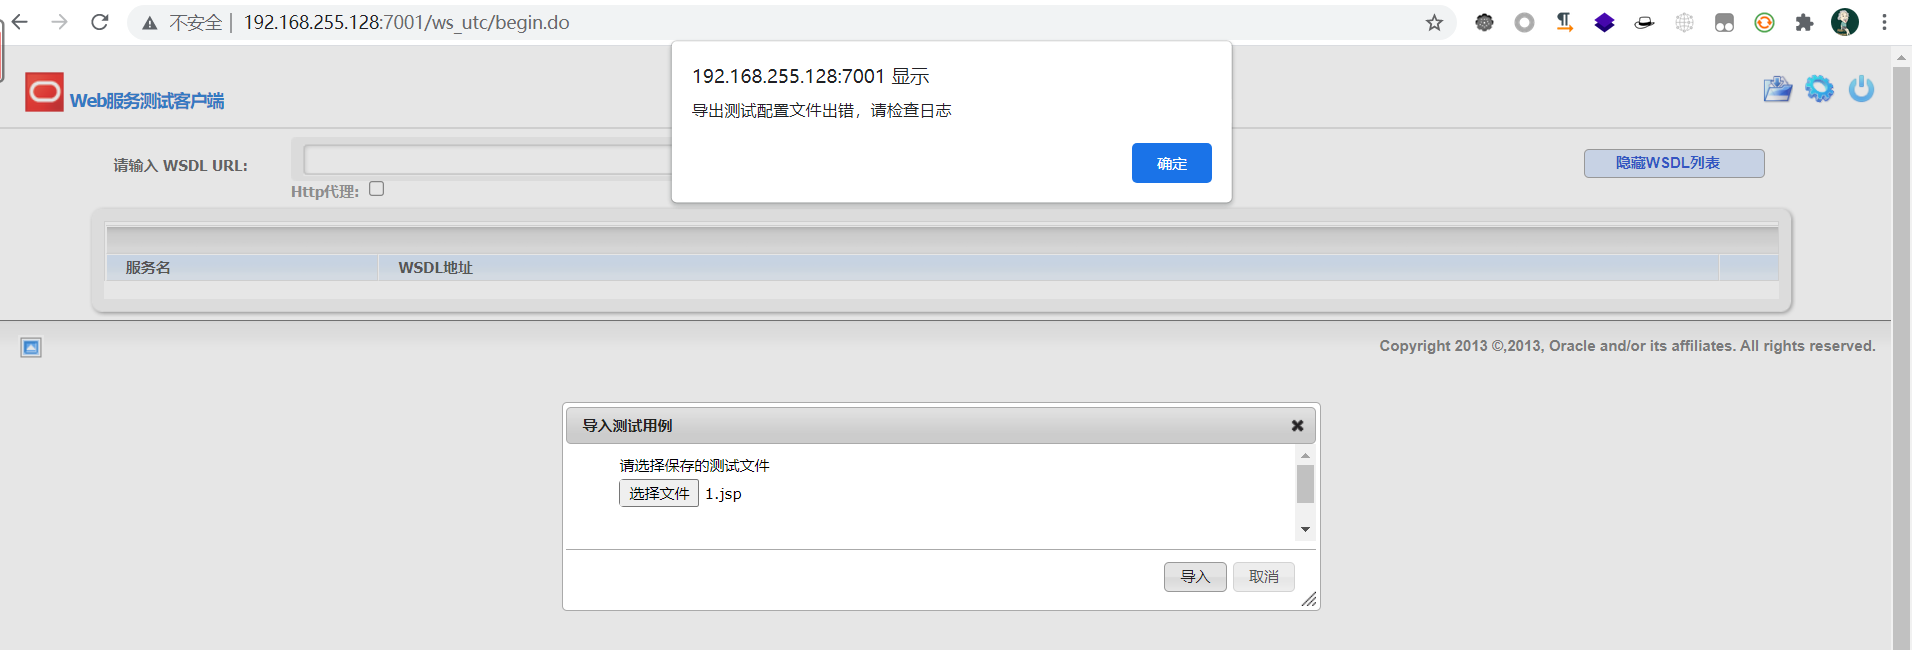 不安全 | 192.168.255.128:7001/ws_utc/begin.do
192.168.255.128:7001 显示
导出测试配置文件出错，请检查日志
确定
Web服务测试客户端
请输入 WSDL URL:
隐藏WSDL列表
Http代理:
服务名 WSDL地址
Copyright 2013 ©,2013, Oracle and/or its affiliates. All rights reserved.
导入测试用例
请选择保存的测试文件
选择文件 1.jsp
导入 取消